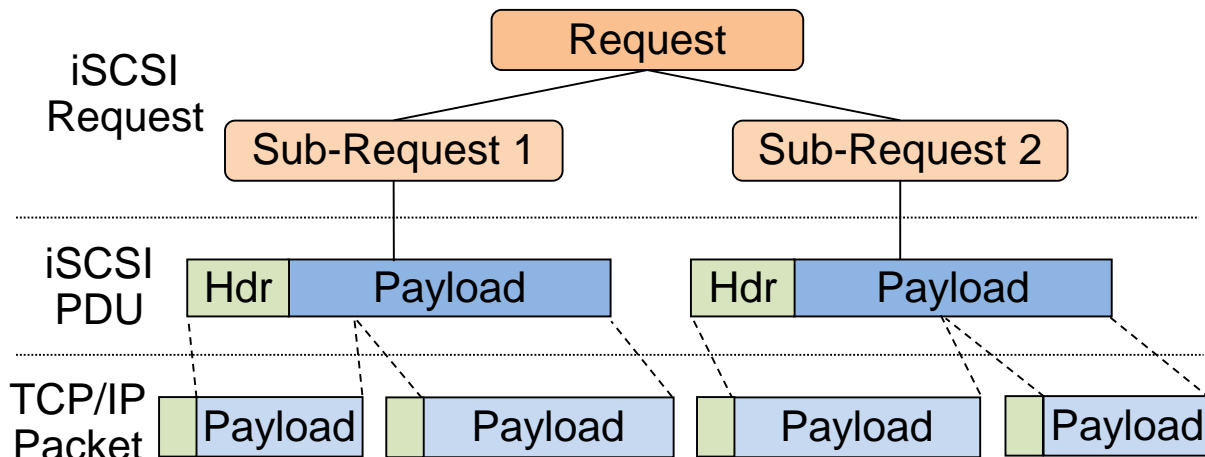 Request
iSCSI
Request
Sub-Request 1
Sub-Request 2
iSCSI
PDU
Hdr
Payload
Hdr
Payload
TCP/IP
Packet
Payload
Payload
Payload
Payload